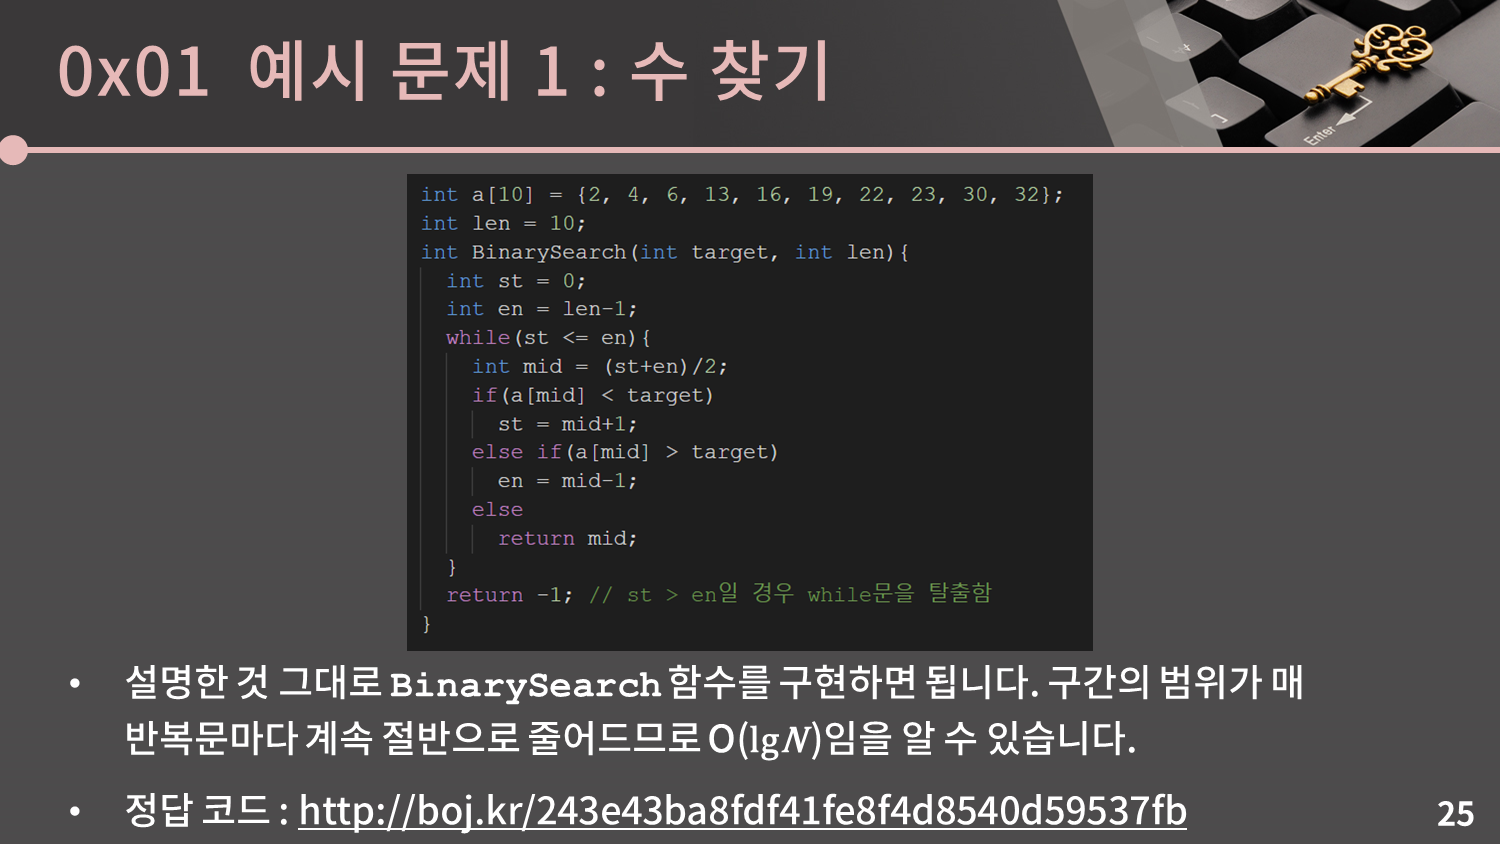 0x01 예시 문제 1 : 수 찾기
Enter
int a[10] = {2, 4, 6, 13, 16, 19, 22, 23, 30, 32};
int len = 10;
int BinarySearch(int target, int len){
int st = 0;
int en = len-1;
while(st <= en){
int mid = (st+en)/2;
if(a[mid] < target)
st = mid+1;
else if(a[mid] > target)
en = mid-1;
else
return mid;
}
return -1; // st > en일 경우 while문을 탈출함
}
• 설명한 것 그대로 BinarySearch 함수를 구현하면 됩니다. 구간의 범위가 매
반복문마다 계속 절반으로 줄어드므로 O(lgN)임을 알 수 있습니다.
• 정답 코드 : http://boj.kr/243e43ba8fdf41fe8f4d8540d59537fb
25